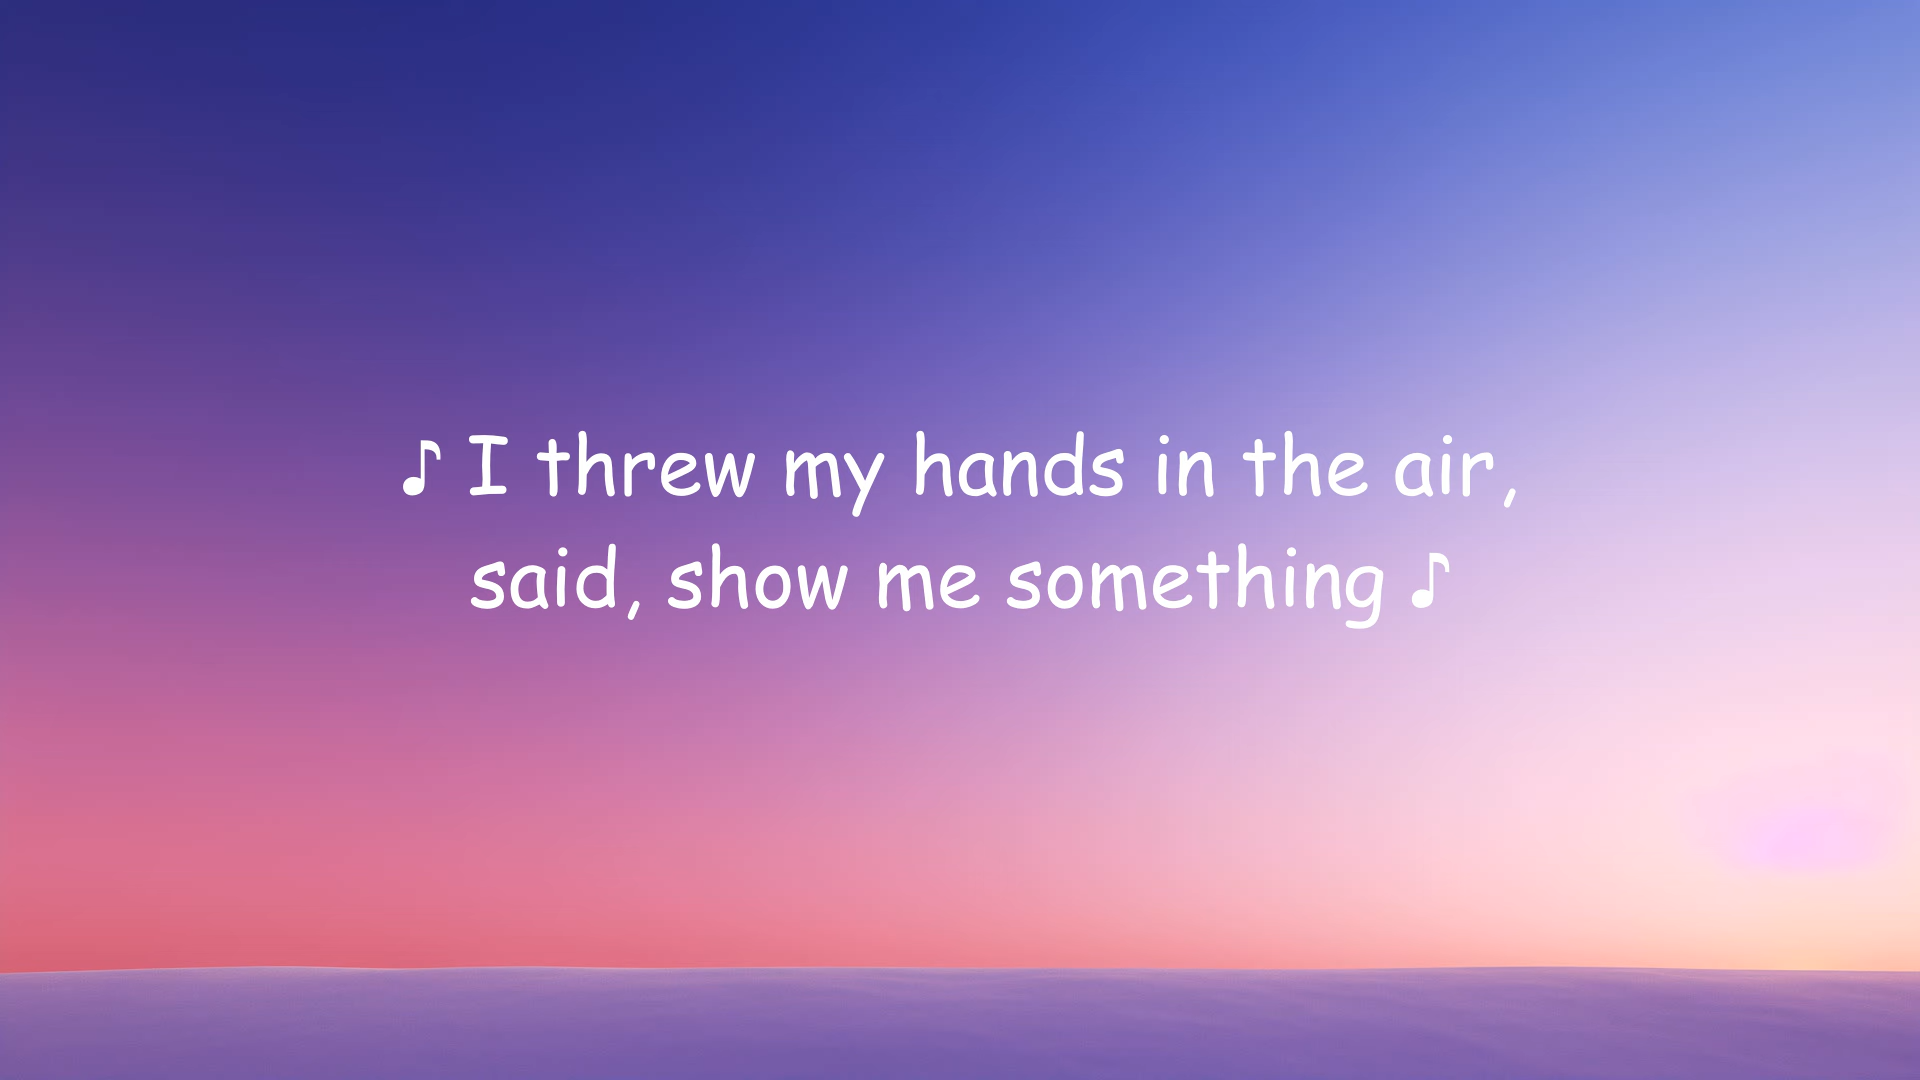 ♪ I threw my hands in the air,
said, show me something ♪